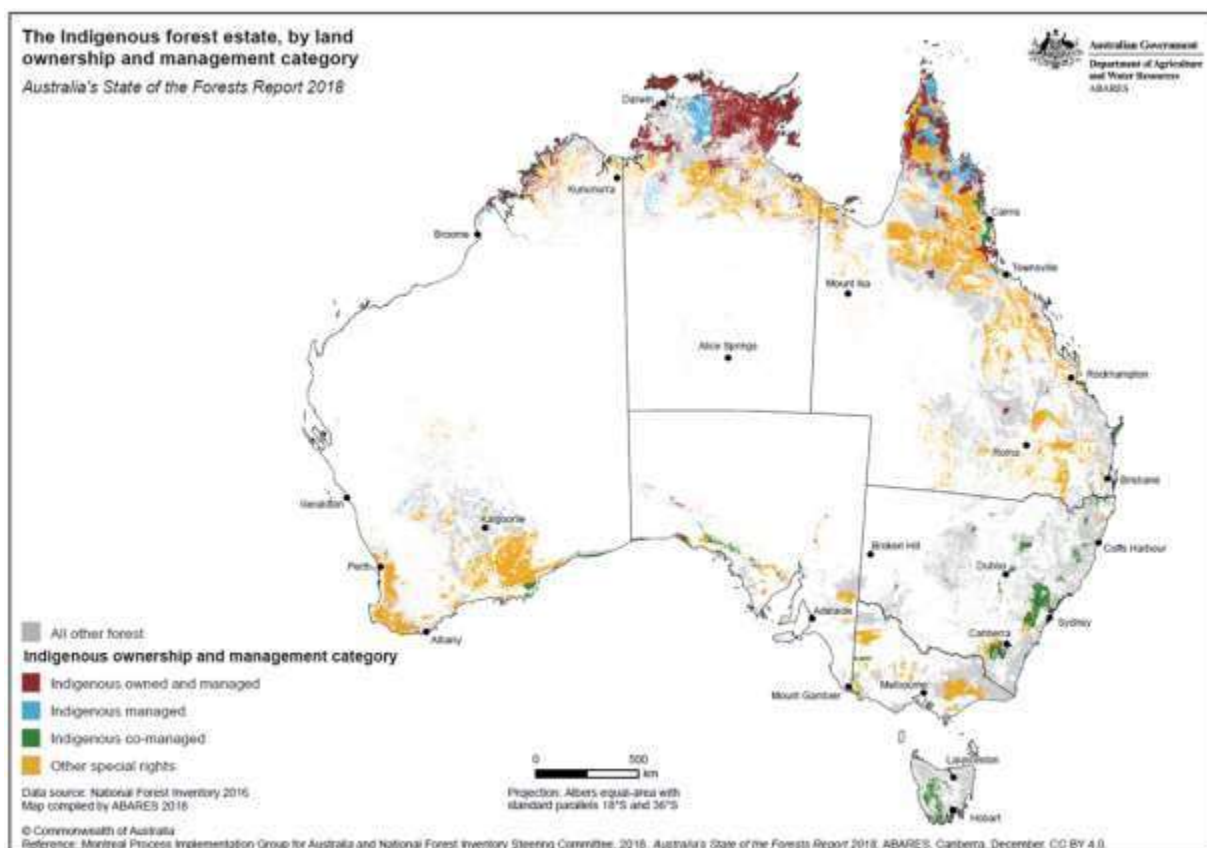 The Indigenous forest estate, by land
ownership and management category
Australia's State of the Forests Report 2018
Australian Government
Department of Agriculture
and Water Resources
ABARES
Darwin
Kununurra
Cairns
Broome
Townsville
Mount Isa
Alice Springs
Rockhampton
Roma
Brisbane
Geraldton
Kalgoorlie
Broken Hill
Coffs Harbour
Perth
Dubbo
Adelaide
Sydney
Albany
Canberra
Mount Gambier
Melbourne
Launceston
Hobart
All other forest
Indigenous ownership and management category
Indigenous owned and managed
Indigenous managed
Indigenous co-managed
Other special rights
0 500
km
Projection: Albers equal-area with
standard parallels 18°S and 36°S
Data source: National Forest Inventory 2016
Map compiled by ABARES 2018
© Commonwealth of Australia
Reference: Montreal Process Implementation Group for Australia and National Forest Inventory Steering Committee, 2018, Australia's State of the Forests Report 2018, ABARES, Canberra, December. CC BY 4.0.